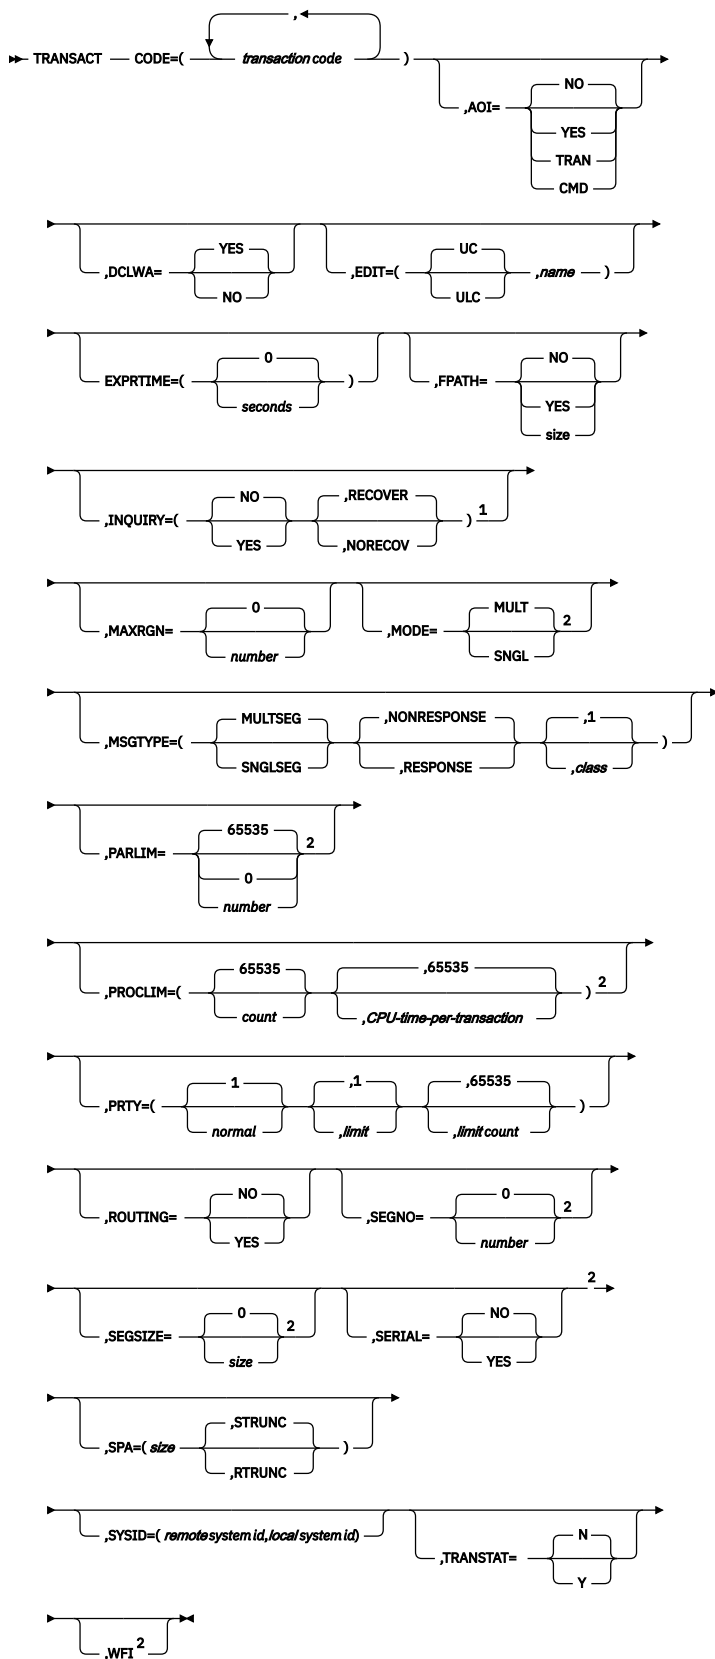 ,
TRANSACT CODE=( transaction code )
,AOI= NO
YES
TRAN
CMD
,DCLWA= YES
NO
,EDIT=( UC ,name )
ULC
EXPRTIME=( 0 )
seconds
,FPATH= NO
YES
size
,INQUIRY=( NO ,RECOVER ) 1
YES ,NORECOV
,MAXRGN= 0
number
,MODE= MULT 2
SNGL
,MSGTYPE=( MULTSEG ,NONRESPONSE ,1 )
SNGLSEG ,RESPONSE ,class
,PARLIM= 65535 2
0
number
,PROCLIM=( 65535 ,65535 ) 2
count ,CPU-time-per-transaction
,PRTY=( 1 ,1 ,65535 )
normal ,limit ,limit count
,ROUTING= NO
YES
,SEGNO= 0 2
number
,SEGSIZE= 0 2
size
,SERIAL= NO 2
YES
,SPA=( size ,STRUNC )
,RTRUNC
,SYSID=( remote system id,local system id)
,TRANSTAT= N
Y
,WFI 2